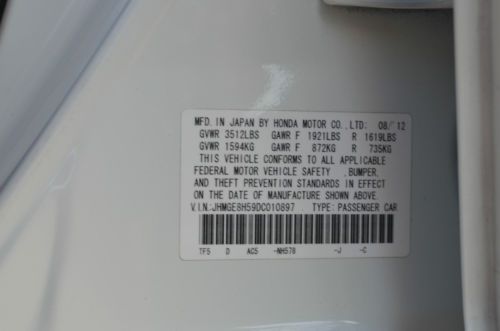 MFD. IN JAPAN BY HONDA MOTOR CO., LTD: 08/'12
GVWR 3512LBS GAWR F 1921LBS R 1619LBS
GVWR 1594KG GAWR F 872KG R 735KG
THIS VEHICLE CONFORMS TO ALL APPLICABLE
FEDERAL MOTOR VEHICLE SAFETY , BUMPER,
AND THEFT PREVENTION STANDARDS IN EFFECT
ON THE DATE OF MANUFACTURE SHOWN ABOVE.
V.I.N: JHMGE8H59DC010897 TYPE: PASSENGER CAR
TF5 D AC5 -NH578 -J -C